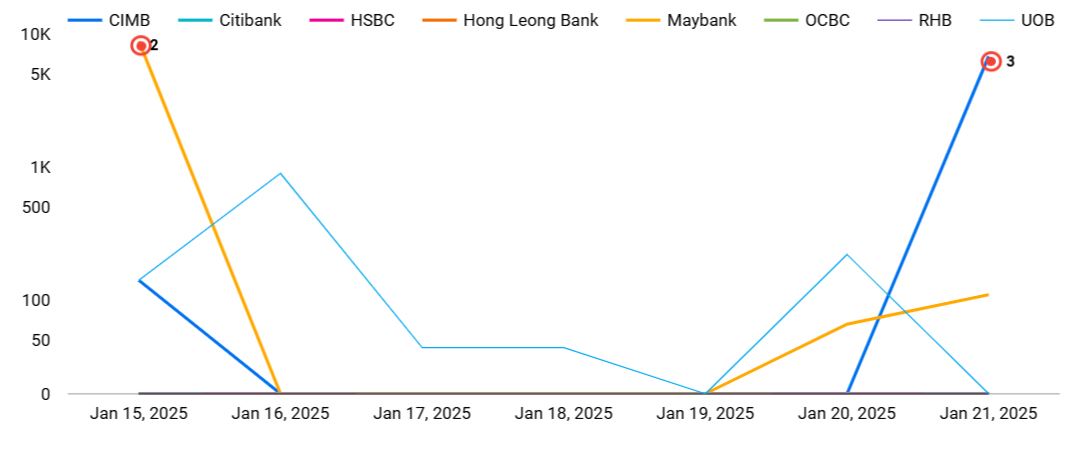 CIMB Citibank HSBC Hong Leong Bank Maybank OCBC RHB UOB
10K
2
3
5K
1K
500
100
50
0
Jan 15, 2025 Jan 16, 2025 Jan 17, 2025 Jan 18, 2025 Jan 19, 2025 Jan 20, 2025 Jan 21, 2025